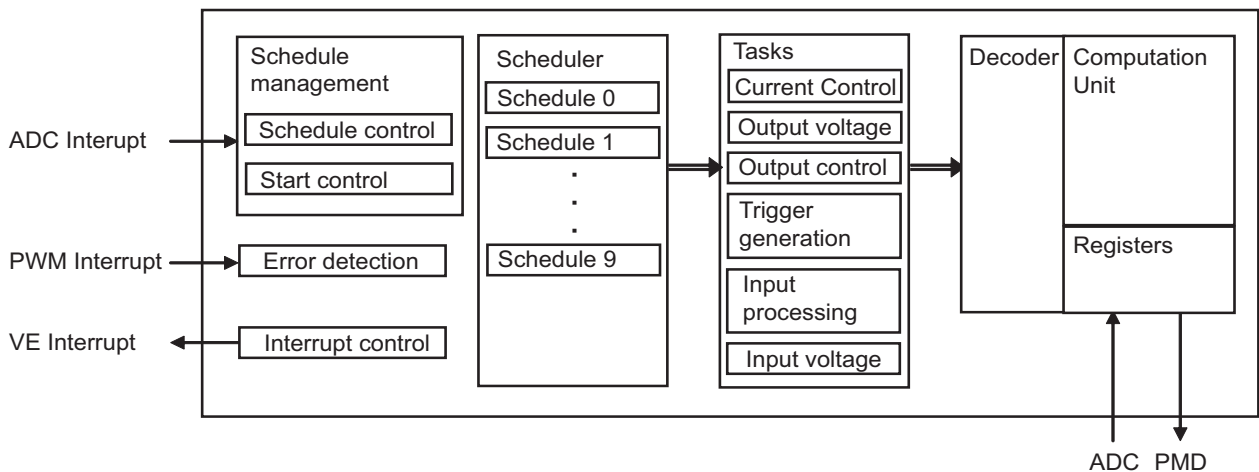 ADC Interupt
PWM Interrupt
VE Interrupt
Schedule
management
Schedule control
Start control
Error detection
Interrupt control
Scheduler
Schedule 0
Schedule 1
.
.
.
Schedule 9
Tasks
Current Control
Output voltage
Output control
Trigger
generation
Input
processing
Input voltage
Decoder
Computation
Unit
Registers
ADC
PMD